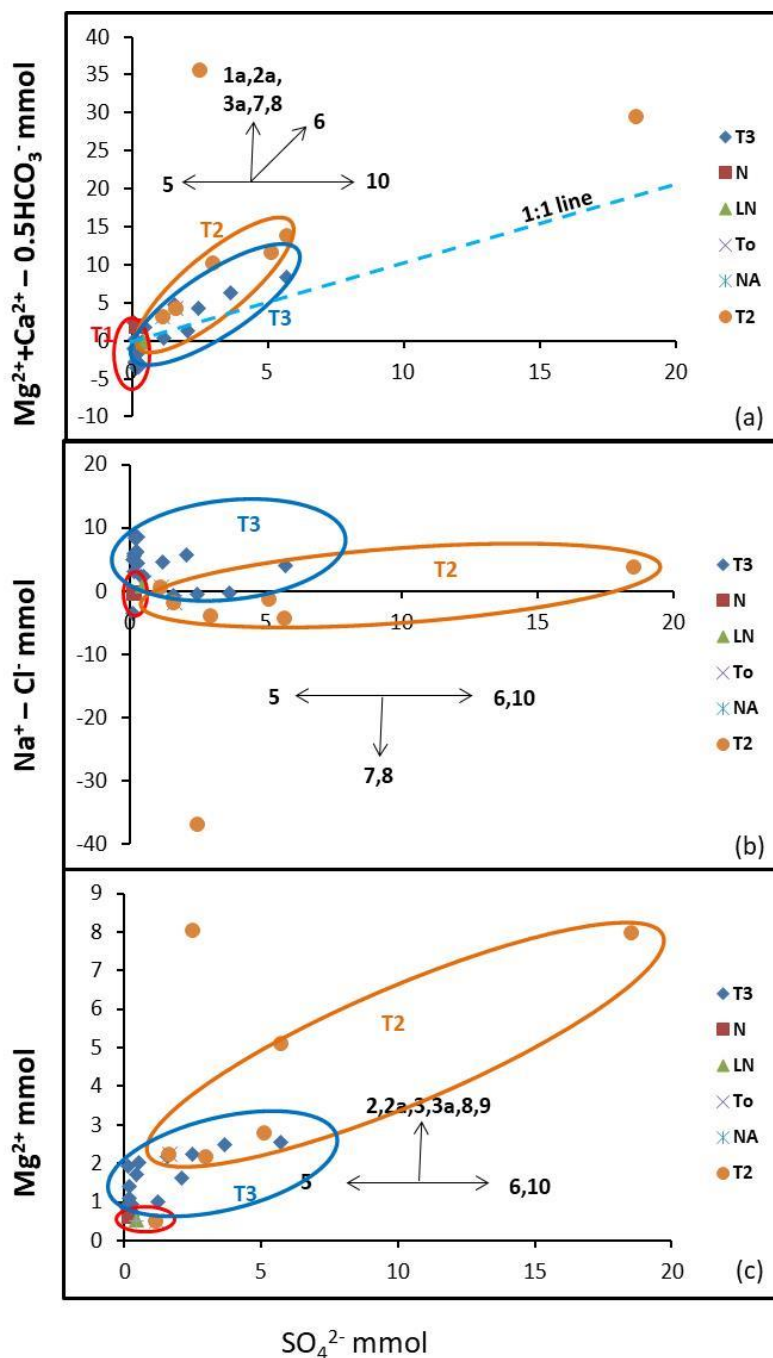 Mg²⁺+Ca²⁺ – 0.5HCO₃⁻ mmol
40
35
30
25
20
15
10
5
0
-5
-10
0
5
10
15
20
1a,2a,
3a,7,8
6
5
10
1:1 line
T2
T3
T1
T3
N
LN
To
NA
T2
(a)
Na⁺ – Cl⁻ mmol
20
10
0
-10
-20
-30
-40
0
5
10
15
20
T3
T2
5
6,10
7,8
T3
N
LN
To
NA
T2
(b)
Mg²⁺ mmol
9
8
7
6
5
4
3
2
1
0
0
5
10
15
20
T2
2,2a,3,3a,8,9
T3
5
6,10
T3
N
LN
To
NA
T2
(c)
SO₄²⁻ mmol